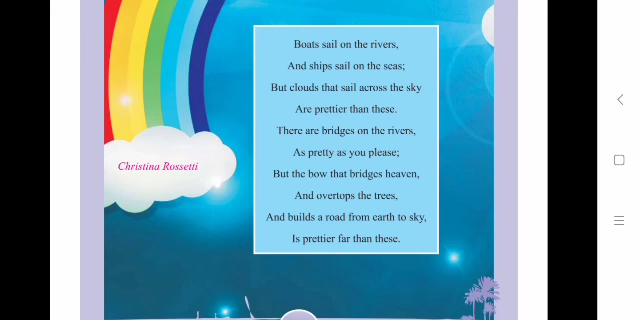 Boats sail on the rivers,
And ships sail on the seas;
But clouds that sail across the sky
Are prettier than these.
There are bridges on the rivers,
As pretty as you please;
But the bow that bridges heaven,
And overtops the trees,
And builds a road from earth to sky,
Is prettier far than these.
Christina Rossetti